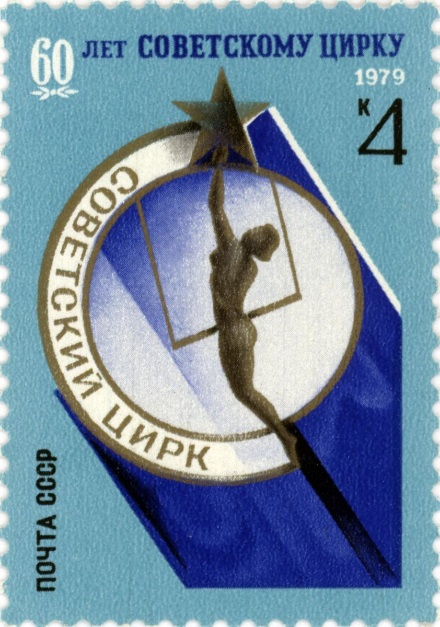 60 ЛЕТ СОВЕТСКОМУ ЦИРКУ
1979
К 4
СОВЕТСКИЙ ЦИРК
ПОЧТА СССР